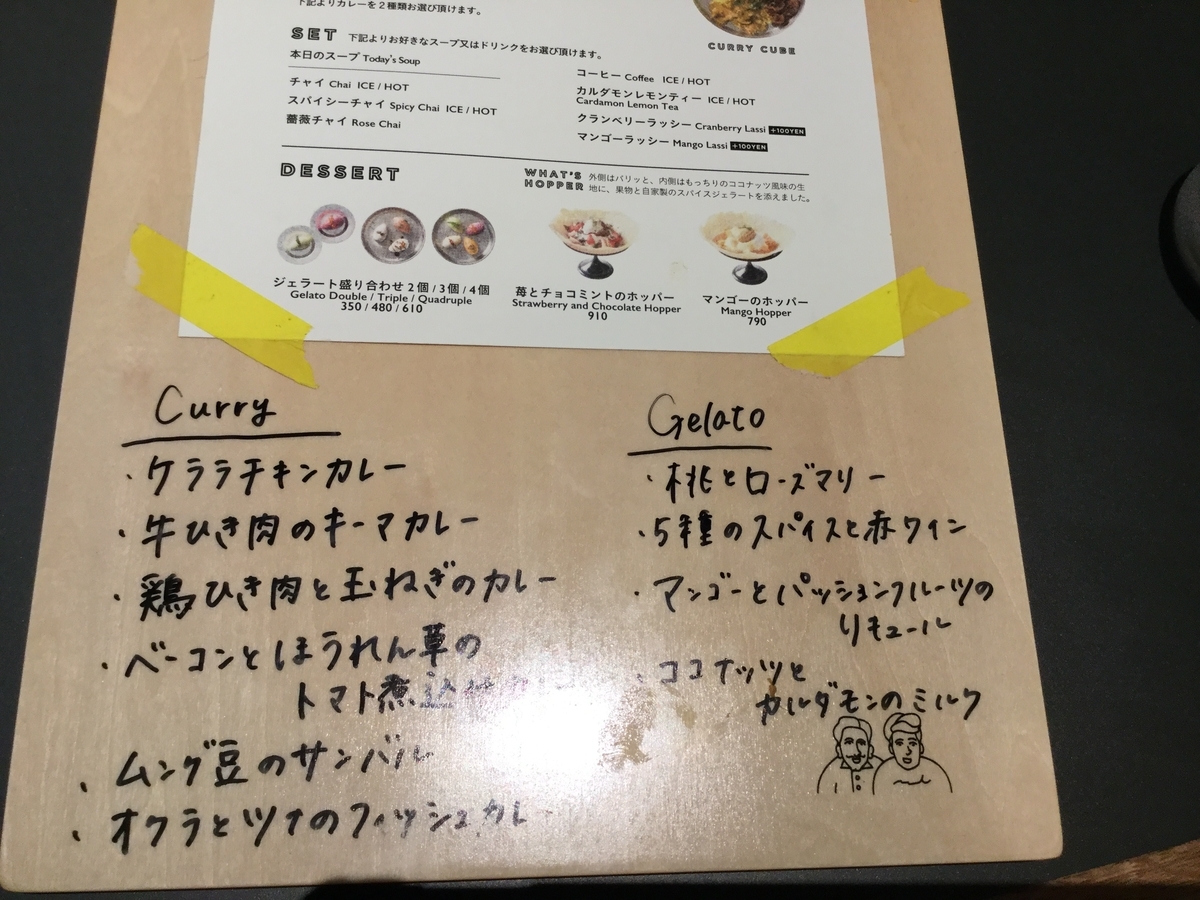 下記よりカレーを２種類お選び頂けます。
CURRY CUBE
SET 下記よりお好きなスープ又はドリンクをお選び頂けます。
本日のスープ Today's Soup
チャイ Chai ICE / HOT
スパイシーチャイ Spicy Chai ICE / HOT
薔薇チャイ Rose Chai
コーヒー Coffee ICE / HOT
カルダモンレモンティー ICE / HOT
Cardamon Lemon Tea
クランベリーラッシー Cranberry Lassi +100YEN
マンゴーラッシー Mango Lassi +100YEN
DESSERT
WHAT'S
HOPPER
外側はパリッと、内側はもっちりのココナッツ風味の生
地に、果物と自家製のスパイスジェラートを添えました。
ジェラート盛り合わせ 2個 / 3個 / 4個
Gelato Double / Triple / Quadruple
350 / 480 / 610
苺とチョコミントのホッパー
Strawberry and Chocolate Hopper
910
マンゴーのホッパー
Mango Hopper
790
Curry
・ケララチキンカレー
・牛ひき肉のキーマカレー
・鶏ひき肉と玉ねぎのカレー
・ベーコンとほうれん草の
トマト煮込み
・ムング豆のサンバル
・オクラとツナのフィッシュカレー
Gelato
・桃とローズマリー
・5種のスパイスと赤ワイン
・マンゴーとパッションフルーツの
リキュール
・ココナッツと
カルダモンのミルク